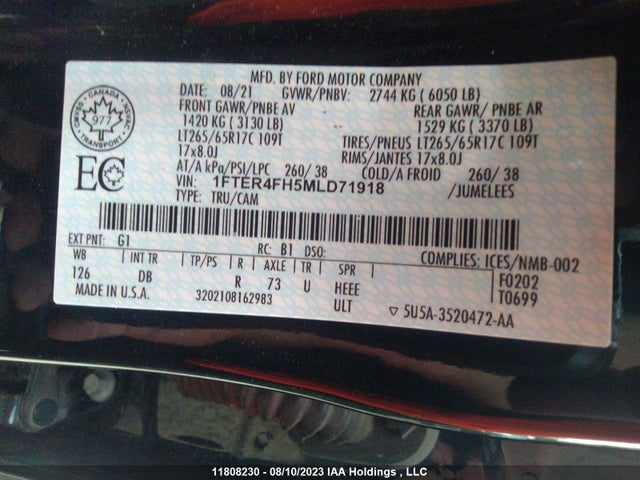 MFD. BY FORD MOTOR COMPANY
DATE: 08/21 GVWR/PNBV: 2744 KG ( 6050 LB)
FRONT GAWR/PNBE AV REAR GAWR/ PNBE AR
1420 KG ( 3130 LB) 1529 KG ( 3370 LB)
LT265/65R17C 109T TIRES/PNEUS LT265/65R17C 109T
17x8.0J RIMS/JANTES 17x8.0J
AT/A kPa/PSI/LPC 260/ 38 COLD/A FROID 260/ 38
VIN: 1FTER4FH5MLD71918 /JUMELEES
TYPE: TRU/CAM
CANADA
977
TRANSPORT
EC
EXT PNT: G1 RC: B1 DSO: COMPLIES: ICES/NMB-002
WB INT TR TP/PS R AXLE TR SPR F0202
126 DB R 73 U HEEE T0699
MADE IN U.S.A. 3202108162983 ULT 5U5A-3520472-AA
11808230 - 08/10/2023 IAA Holdings , LLC